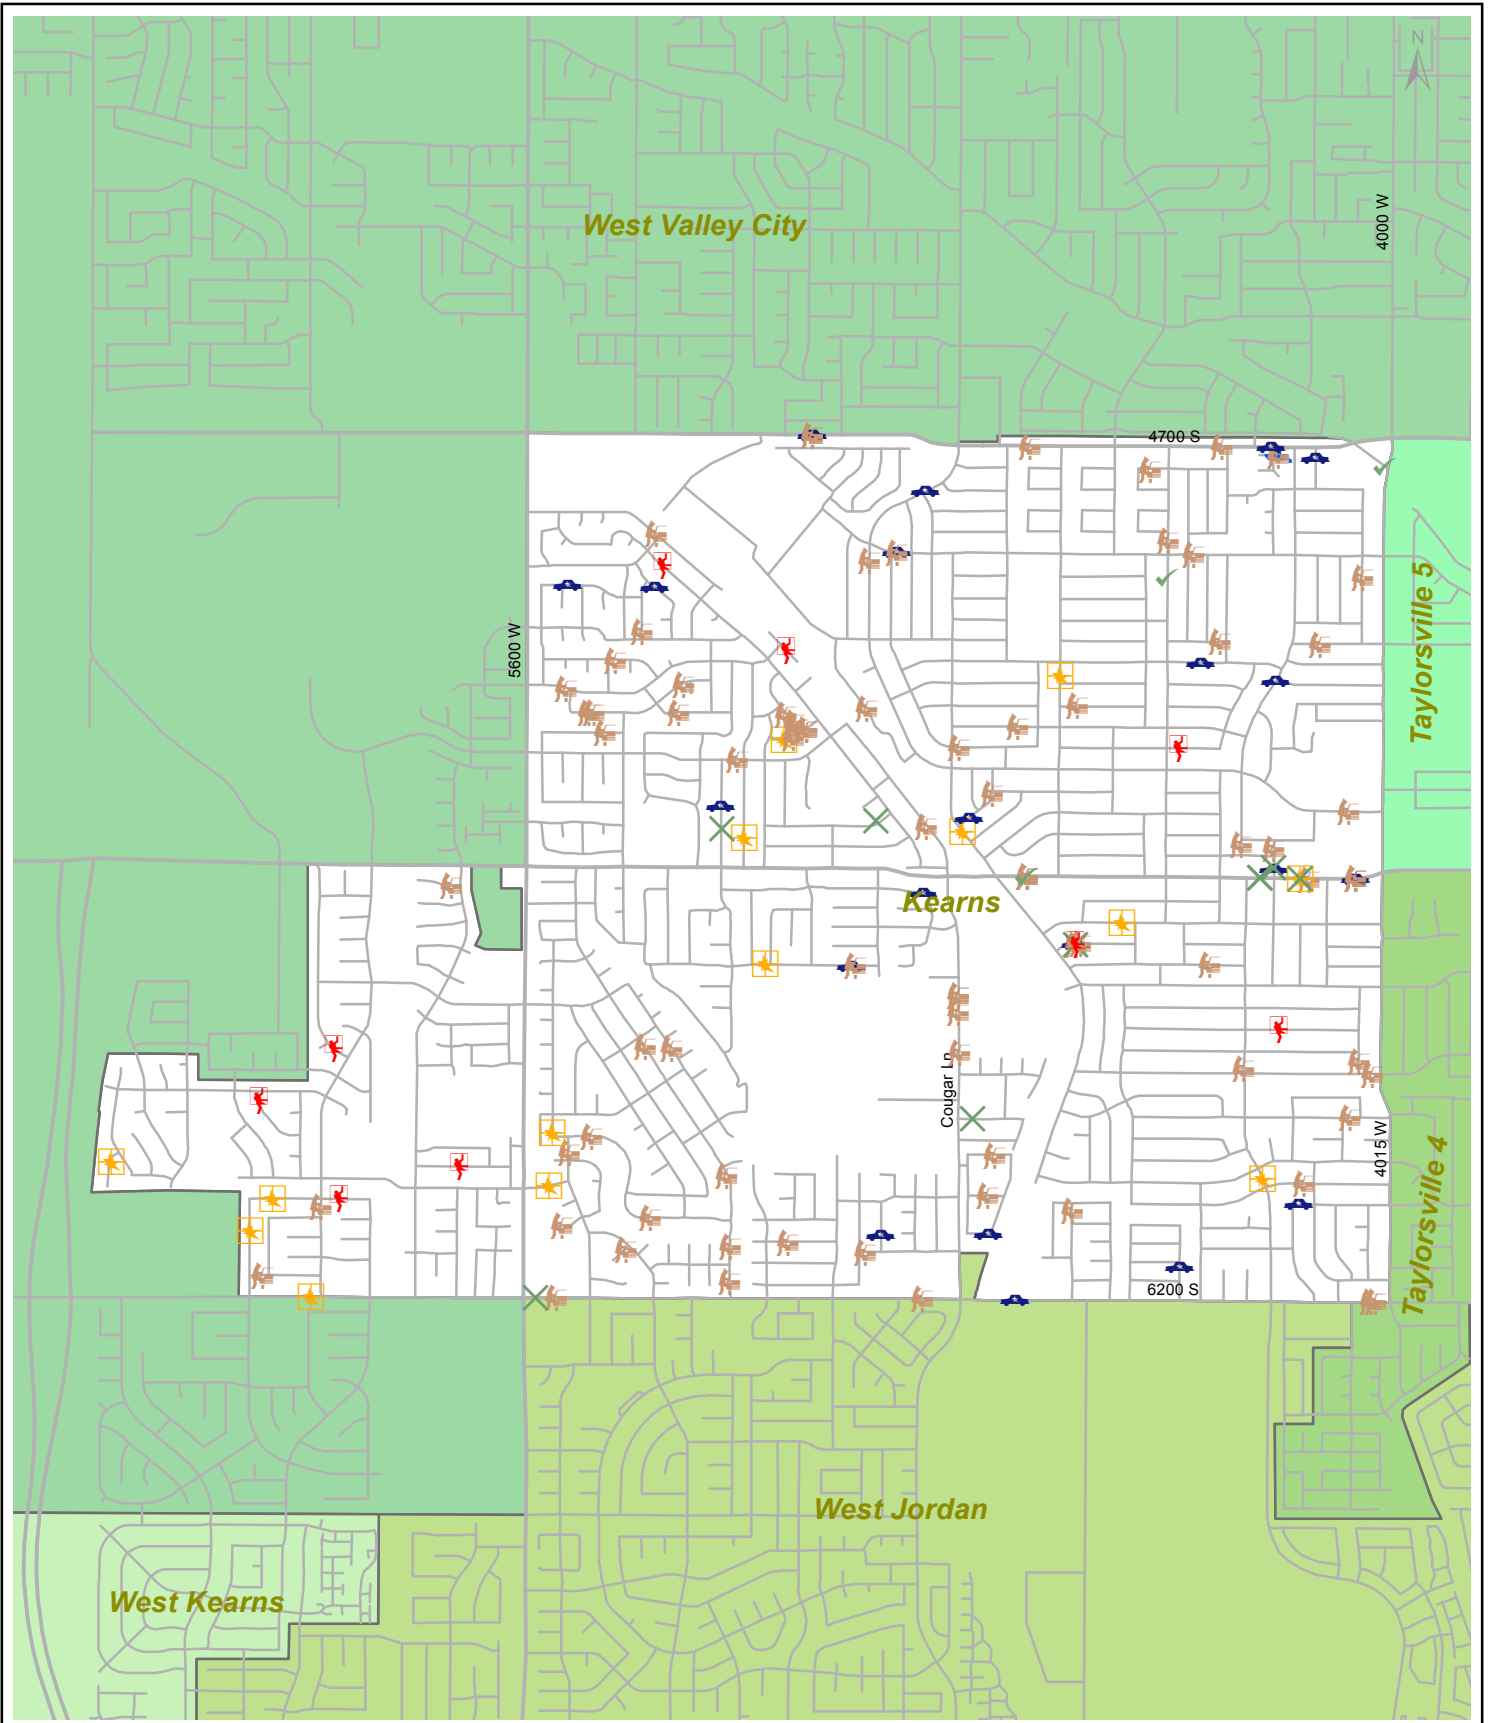 N
West Valley City
4000 W
4700 S
Taylorsville 5
5600 W
Kearns
Cougar Ln
4015 W
Taylorsville 4
6200 S
West Jordan
West Kearns